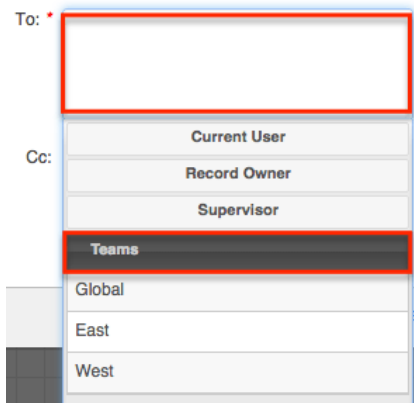 To: *
Current User
Cc:
Record Owner
Supervisor
Teams
Global
East
West